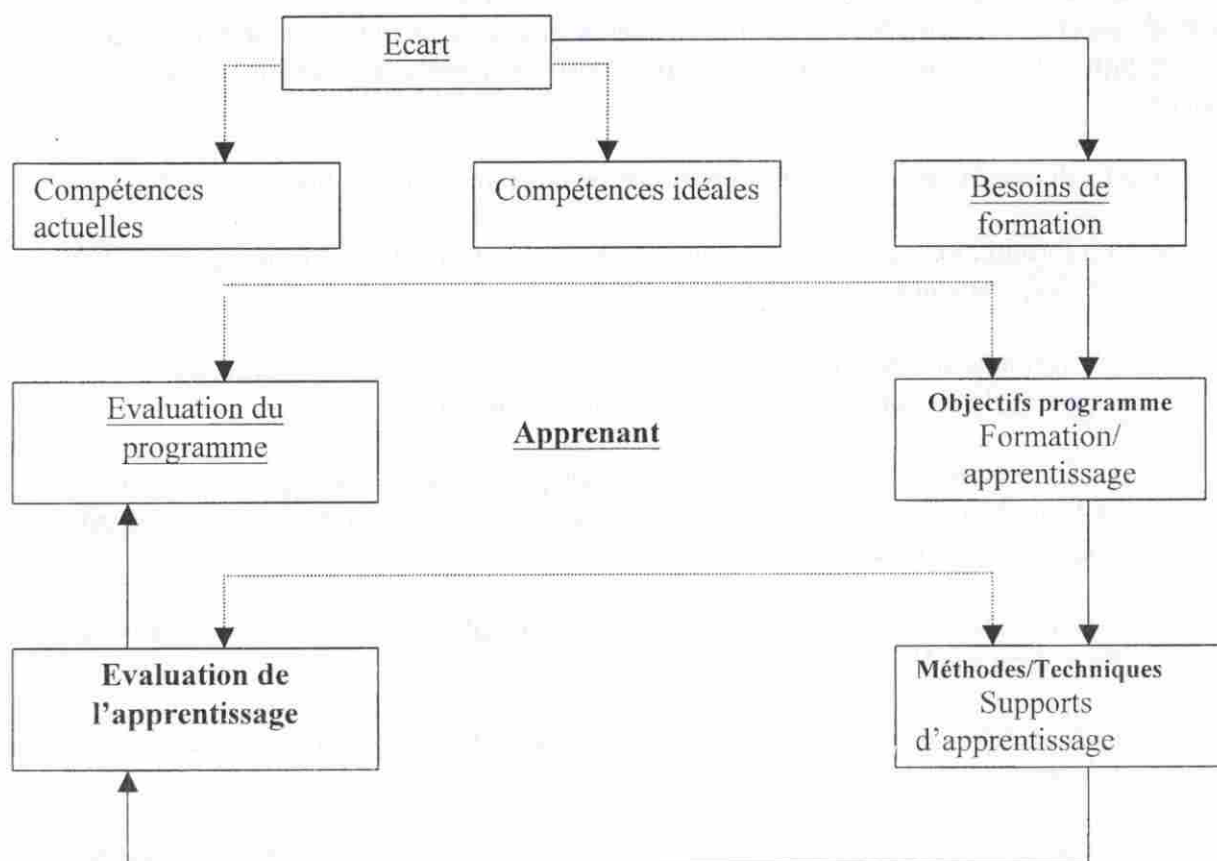 Ecart
Compétences
actuelles
Compétences idéales
Besoins de
formation
Evaluation du
programme
Apprenant
Objectifs programme
Formation/
apprentissage
Evaluation de
l'apprentissage
Méthodes/Techniques
Supports
d'apprentissage